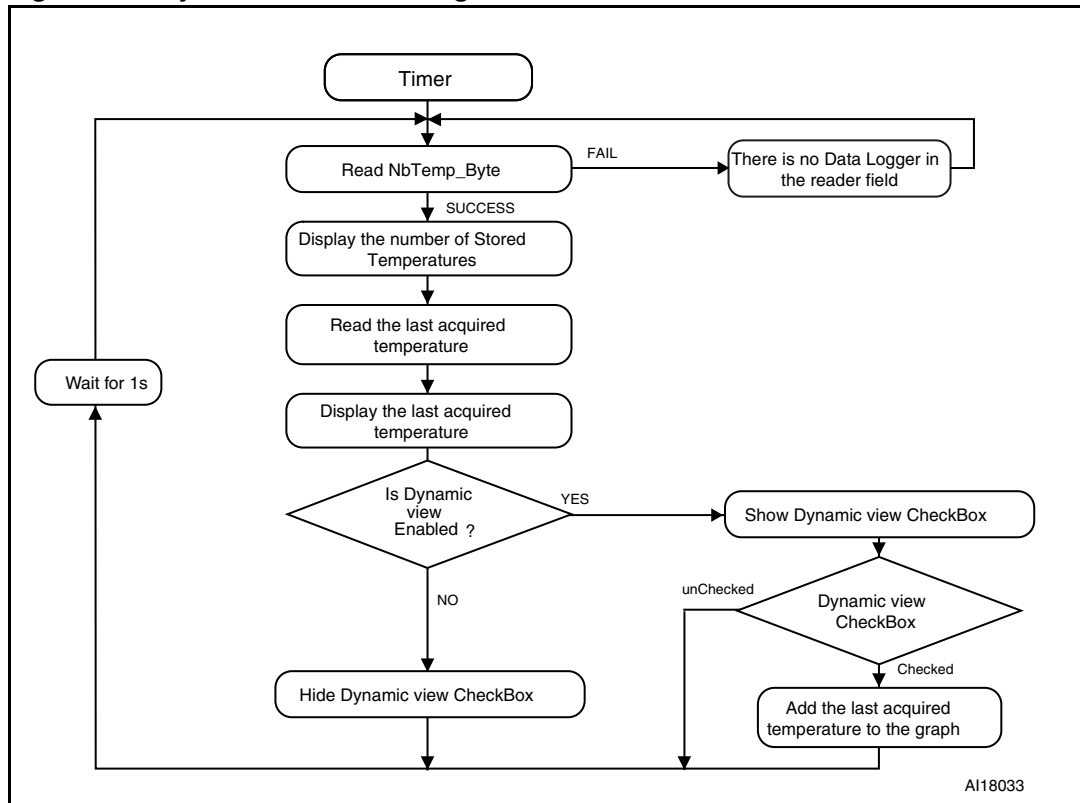 Timer
Read NbTemp_Byte
FAIL
There is no Data Logger in
the reader field
SUCCESS
Display the number of Stored
Temperatures
Read the last acquired
temperature
Wait for 1s
Display the last acquired
temperature
Is Dynamic
view
Enabled ?
YES
Show Dynamic view CheckBox
NO
unChecked
Dynamic view
CheckBox
Checked
Hide Dynamic view CheckBox
Add the last acquired
temperature to the graph
AI18033